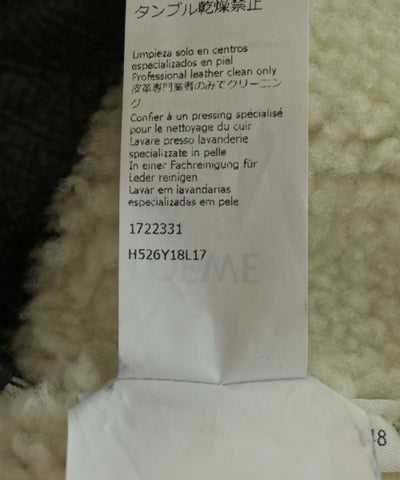 タンブル乾燥禁止
Limpieza solo en centros
especializados en piel
Professional leather clean only
皮革専門業者のみでクリーニン
グ
Confier à un pressing spécialisé
pour le nettoyage du cuir
Lavare presso lavanderie
specializzate in pelle
In einer Fachreinigung für
Leder reinigen
Lavar em lavandarias
especializadas em pele
1722331
H526Y18L17
48